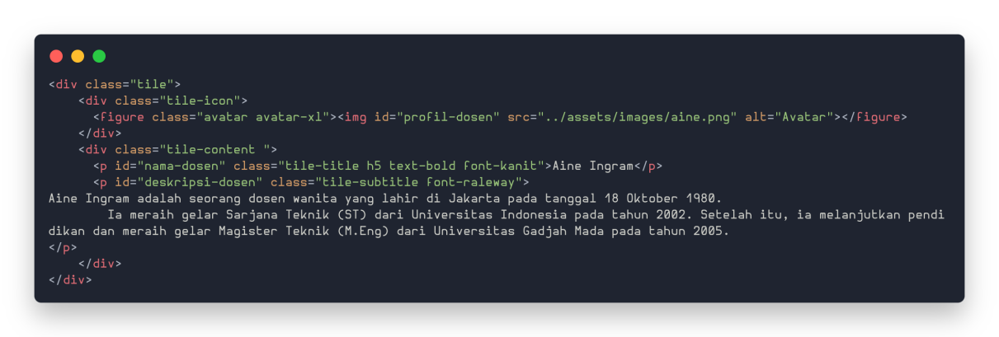 <div class="tile">
    <div class="tile-icon">
      <figure class="avatar avatar-xl"><img id="profil-dosen" src="../assets/images/aine.png" alt="Avatar"></figure>
    </div>
    <div class="tile-content ">
      <p id="nama-dosen" class="tile-title h5 text-bold font-kanit">Aine Ingram</p>
      <p id="deskripsi-dosen" class="tile-subtitle font-raleway">
Aine Ingram adalah seorang dosen wanita yang lahir di Jakarta pada tanggal 18 Oktober 1980.
        Ia meraih gelar Sarjana Teknik (ST) dari Universitas Indonesia pada tahun 2002. Setelah itu, ia melanjutkan pendi
dikan dan meraih gelar Magister Teknik (M.Eng) dari Universitas Gadjah Mada pada tahun 2005.
</p>
    </div>
</div>